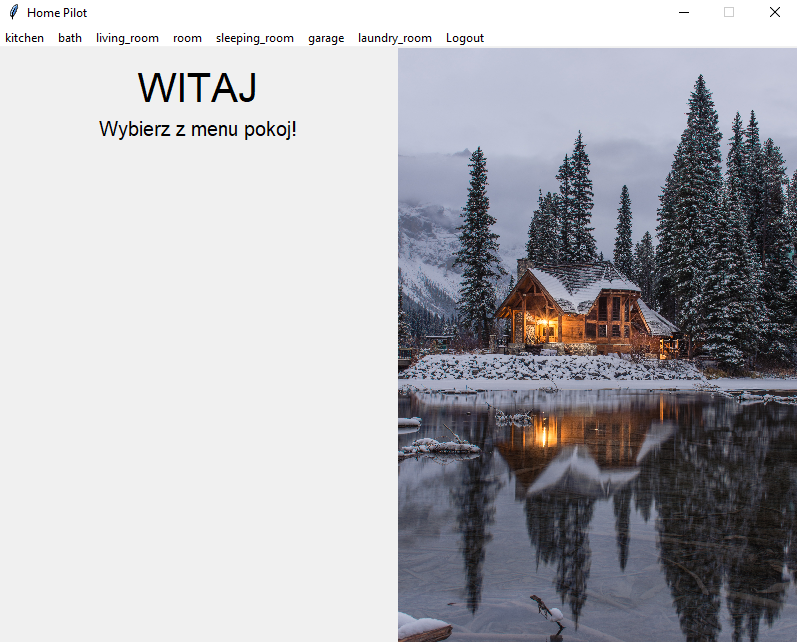 Home Pilot
kitchen bath living_room room sleeping_room garage laundry_room Logout
WITAJ
Wybierz z menu pokoj!